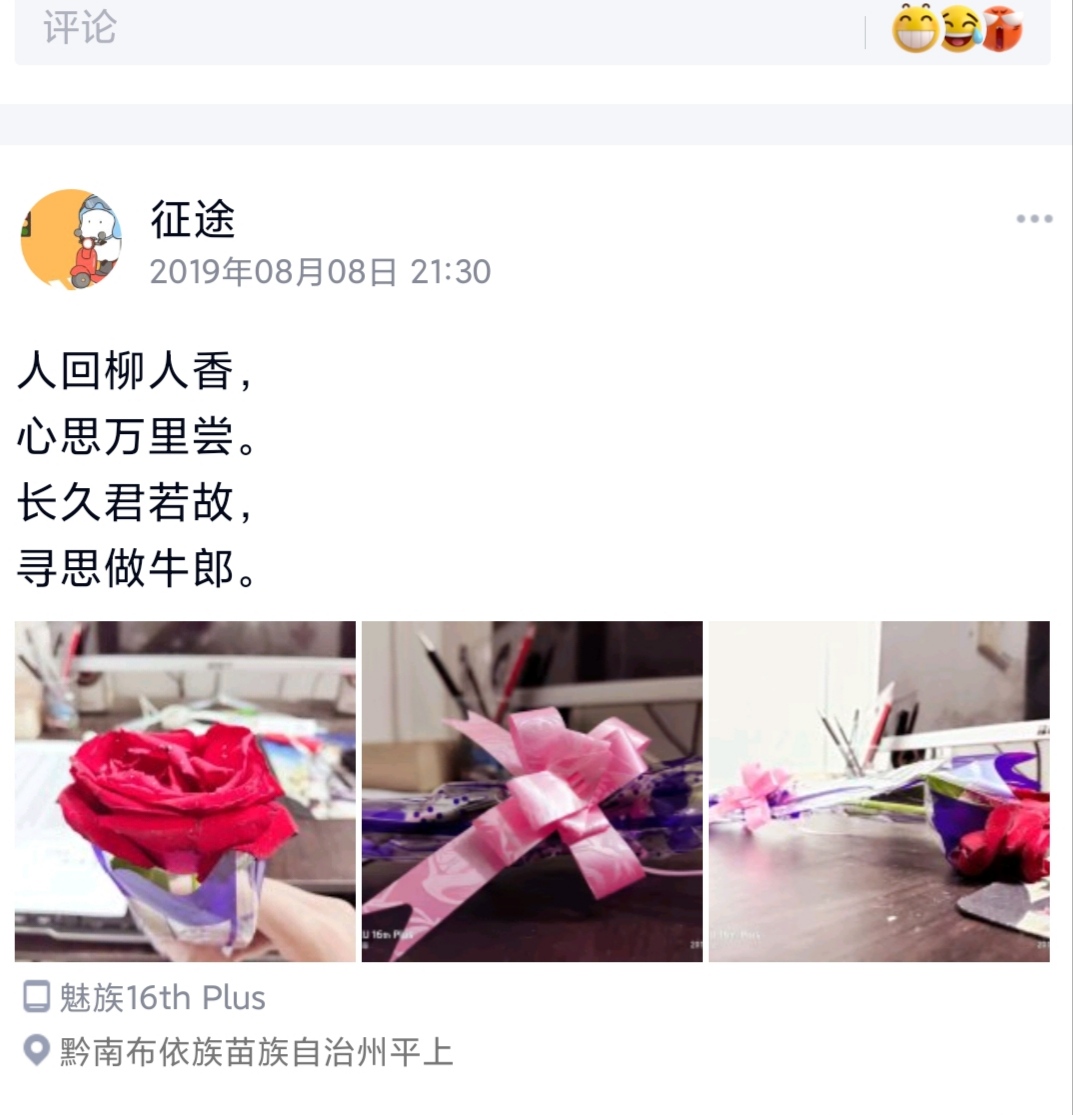 评论
征途
2019年08月08日 21:30
人回柳人香，
心思万里尝。
长久君若故，
寻思做牛郎。
U 16th Plus
魅族16th Plus
黔南布依族苗族自治州平上